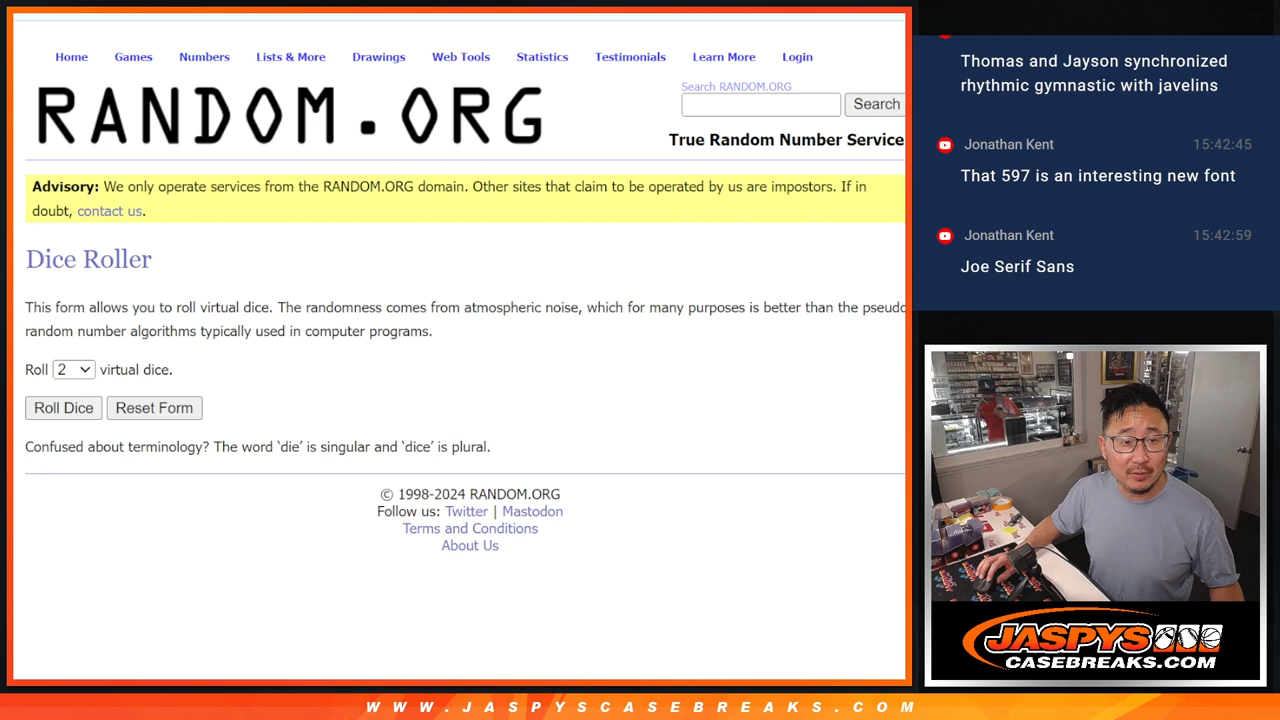 Home Games Numbers Lists & More Drawings Web Tools Statistics Testimonials Learn More Login
RANDOM.ORG
Search RANDOM.ORG
Search
True Random Number Service
Advisory: We only operate services from the RANDOM.ORG domain. Other sites that claim to be operated by us are impostors. If in
doubt, contact us.
Dice Roller
This form allows you to roll virtual dice. The randomness comes from atmospheric noise, which for many purposes is better than the pseudo
random number algorithms typically used in computer programs.
Roll 2 virtual dice.
Roll Dice Reset Form
Confused about terminology? The word ‘die’ is singular and ‘dice’ is plural.
© 1998-2024 RANDOM.ORG
Follow us: Twitter | Mastodon
Terms and Conditions
About Us
Thomas and Jayson synchronized
rhythmic gymnastic with javelins
Jonathan Kent 15:42:45
That 597 is an interesting new font
Jonathan Kent 15:42:59
Joe Serif Sans
JASPYS
CASEBREAKS.COM
WWW.JASPYSCASEBREAKS.COM